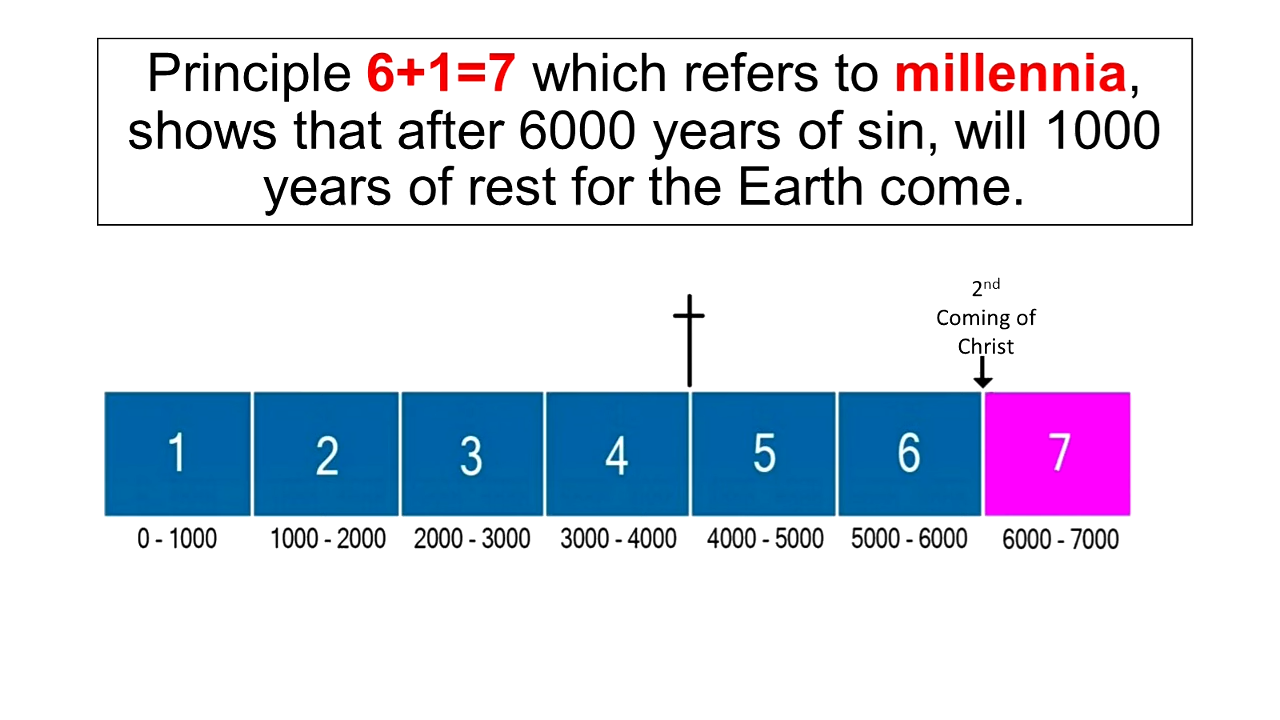 Principle 6+1=7 which refers to millennia,
shows that after 6000 years of sin, will 1000
years of rest for the Earth come.
2nd
Coming of
Christ
1 2 3 4 5 6 7
0 - 1000 1000 - 2000 2000 - 3000 3000 - 4000 4000 - 5000 5000 - 6000 6000 - 7000